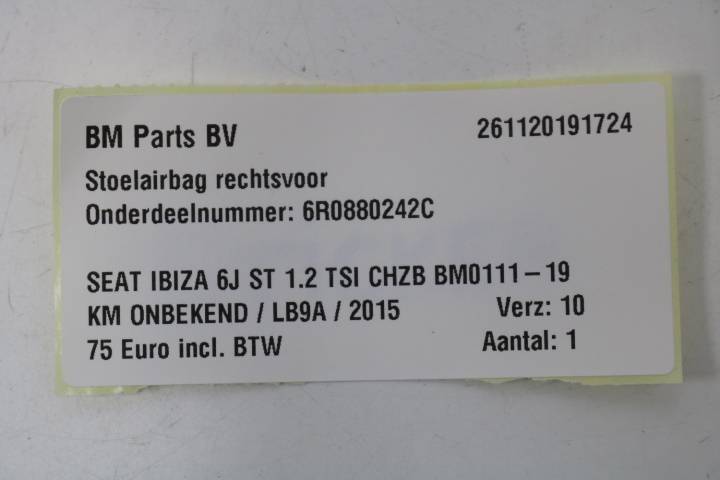 BM Parts BV 261120191724
Stoelairbag rechtsvoor
Onderdeelnummer: 6R0880242C
SEAT IBIZA 6J ST 1.2 TSI CHZB BM0111-19
KM ONBEKEND / LB9A / 2015 Verz: 10
75 Euro incl. BTW Aantal: 1